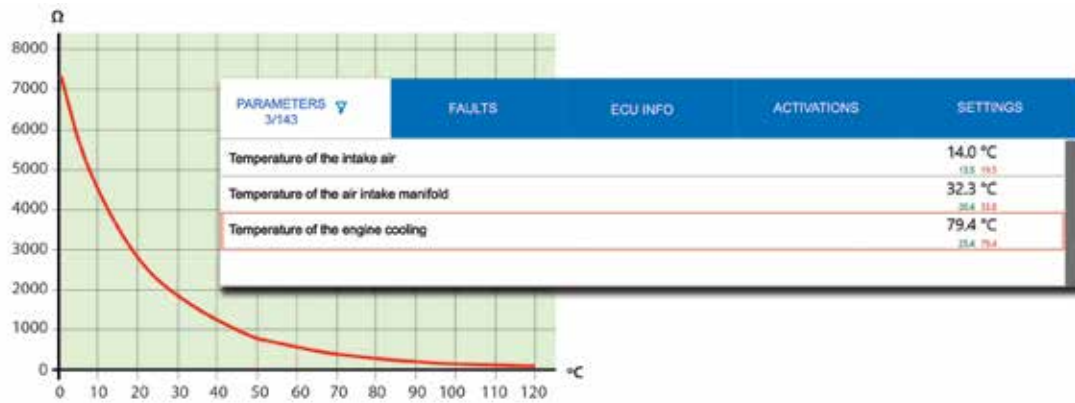 Ω
8000
7000
6000
5000
4000
3000
2000
1000
0
0 10 20 30 40 50 60 70 80 90 100 110 120
°C
PARAMETERS FAULTS ECU INFO ACTIVATIONS SETTINGS
3/143
Temperature of the intake air 14.0 °C
Temperature of the air intake manifold 32.3 °C
Temperature of the engine cooling 79.4 °C